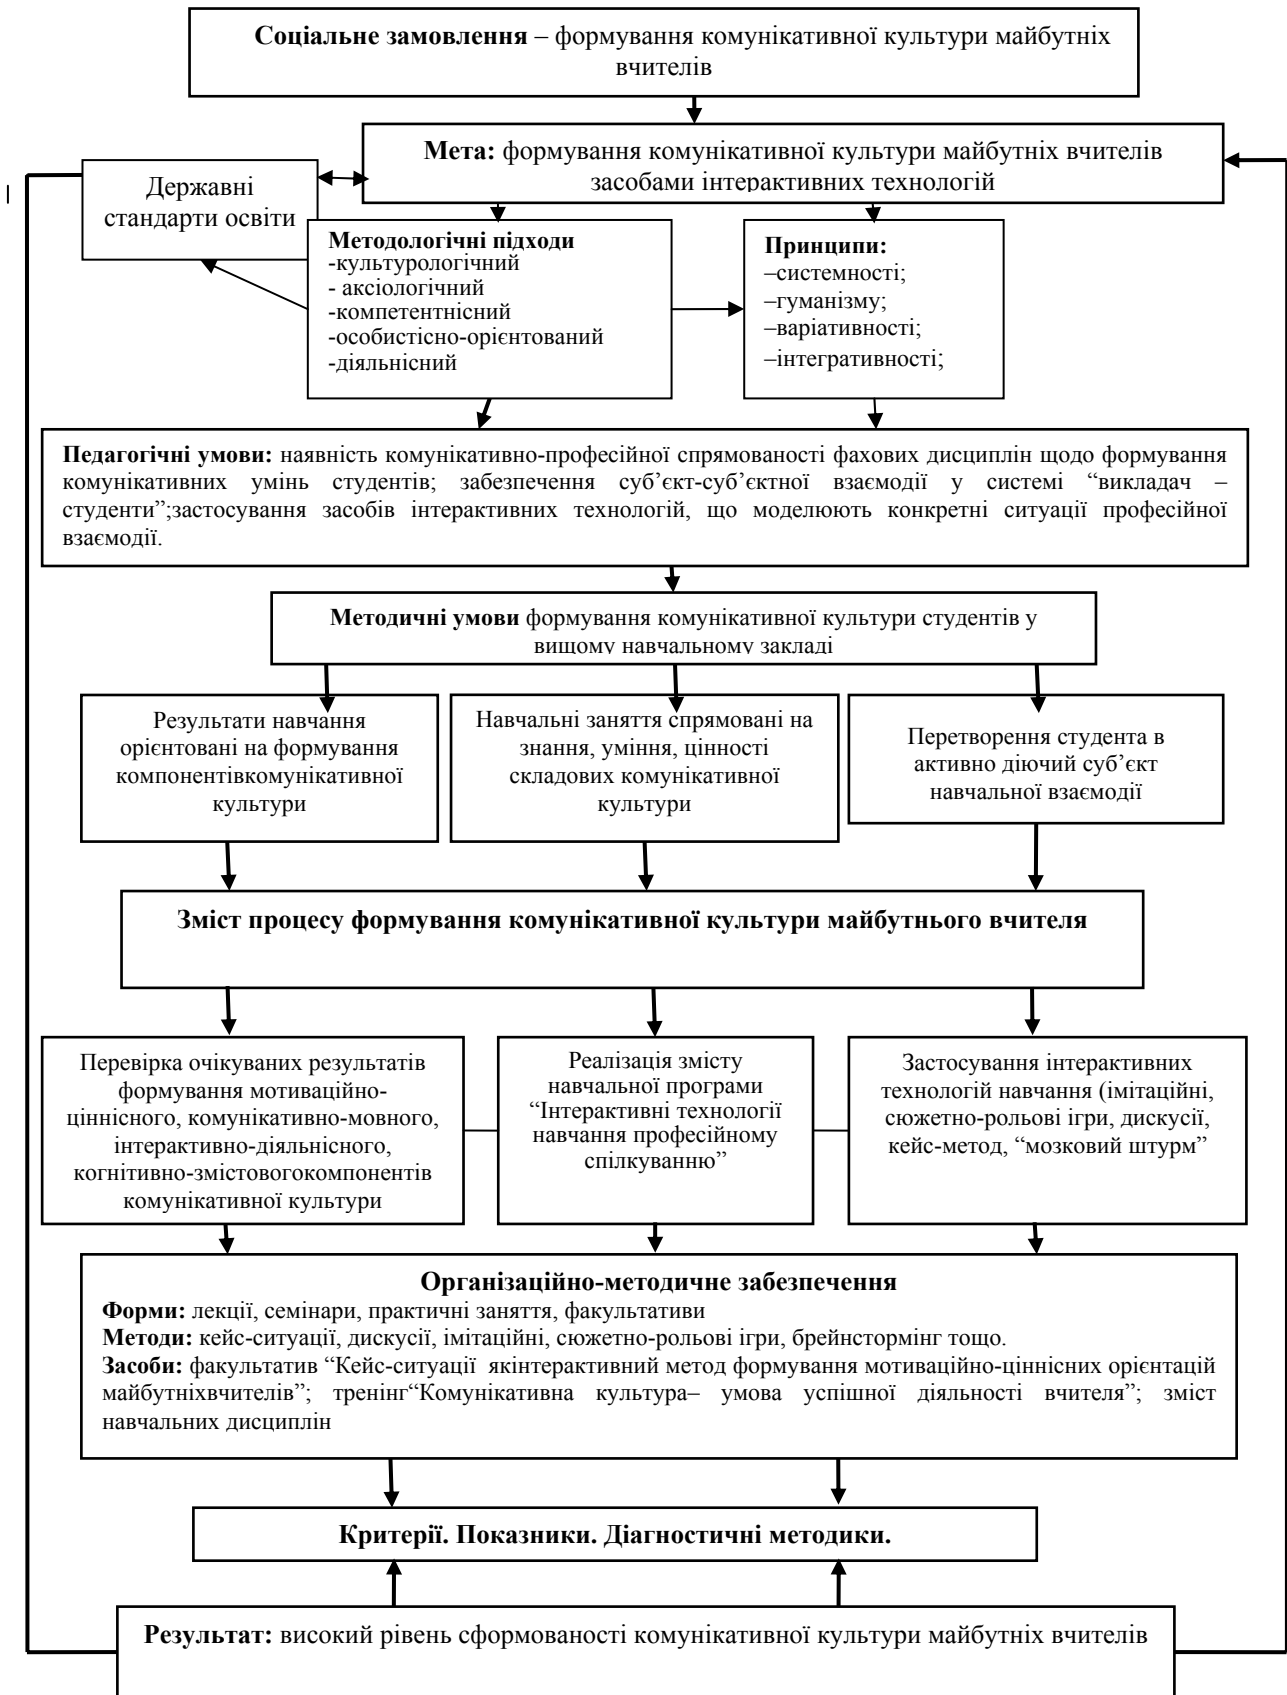 Соціальне замовлення – формування комунікативної культури майбутніх
вчителів
Мета: формування комунікативної культури майбутніх вчителів
засобами інтерактивних технологій
Державні
стандарти освіти
Методологічні підходи
-культурологічний
- аксіологічний
-компетентнісний
-особистісно-орієнтований
-діяльнісний
Принципи:
–системності;
–гуманізму;
–варіативності;
–інтегративності;
Педагогічні умови: наявність комунікативно-професійної спрямованості фахових дисциплін щодо формування
комунікативних умінь студентів; забезпечення суб’єкт-суб’єктної взаємодії у системі “викладач –
студенти”;застосування засобів інтерактивних технологій, що моделюють конкретні ситуації професійної
взаємодії.
Методичні умови формування комунікативної культури студентів у
вищому навчальному закладі
Результати навчання
орієнтовані на формування
компонентівкомунікативної
культури
Навчальні заняття спрямовані на
знання, уміння, цінності
складових комунікативної
культури
Перетворення студента в
активно діючий суб’єкт
навчальної взаємодії
Зміст процесу формування комунікативної культури майбутнього вчителя
Перевірка очікуваних результатів
формування мотиваційно-
ціннісного, комунікативно-мовного,
інтерактивно-діяльнісного,
когнітивно-змістовогокомпонентів
комунікативної культури
Реалізація змісту
навчальної програми
“Інтерактивні технології
навчання професійному
спілкуванню”
Застосування інтерактивних
технологій навчання (імітаційні,
сюжетно-рольові ігри, дискусії,
кейс-метод, “мозковий штурм”
Організаційно-методичне забезпечення
Форми: лекції, семінари, практичні заняття, факультативи
Методи: кейс-ситуації, дискусії, імітаційні, сюжетно-рольові ігри, брейнстормінг тощо.
Засоби: факультатив “Кейс-ситуації якінтерактивний метод формування мотиваційно-ціннісних орієнтацій
майбутніхвчителів”; тренінг“Комунікативна культура– умова успішної діяльності вчителя”; зміст
навчальних дисциплін
Критерії. Показники. Діагностичні методики.
Результат: високий рівень сформованості комунікативної культури майбутніх вчителів